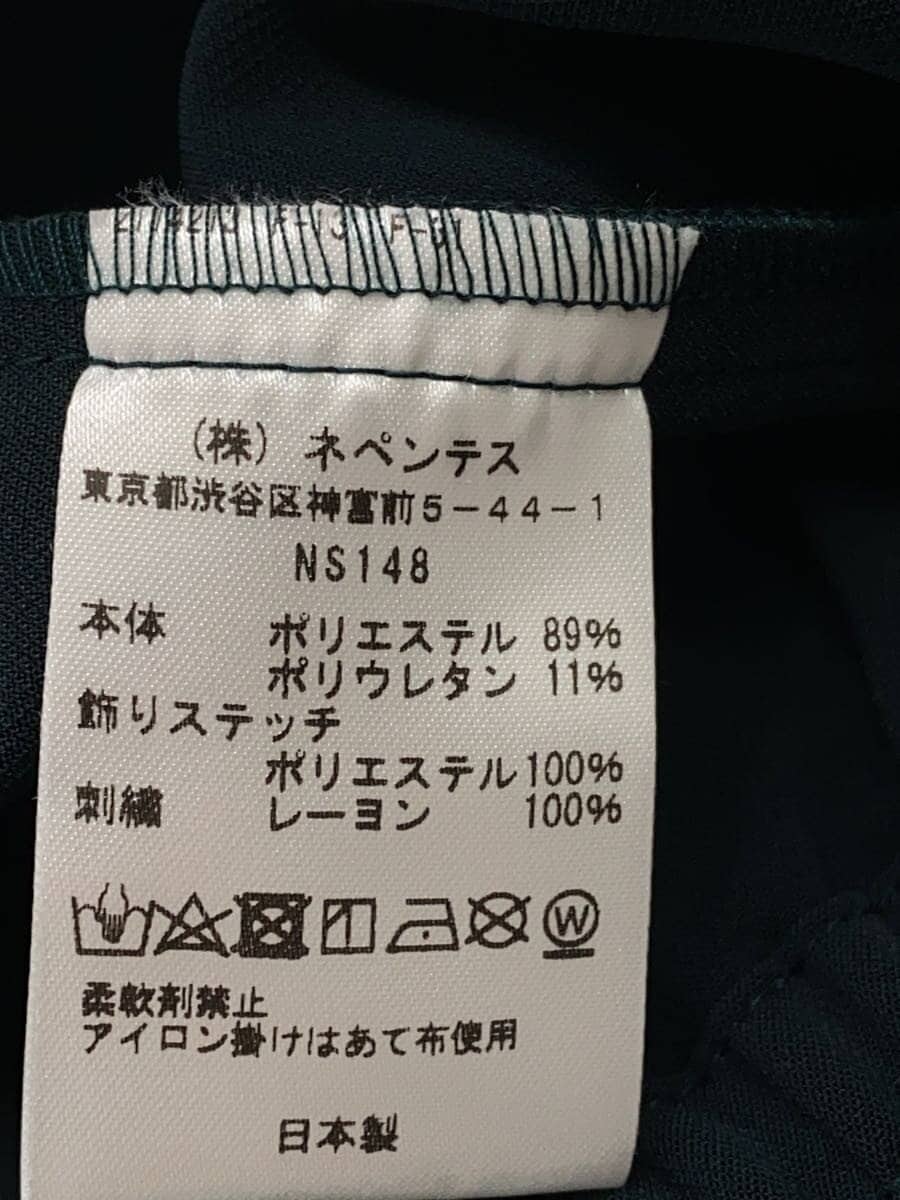 (株) ネペンテス
東京都渋谷区神宮前5-44-1
NS148
本体 ポリエステル 89%
ポリウレタン 11%
飾りステッチ
ポリエステル100%
刺繍 レーヨン 100%
W
柔軟剤禁止
アイロン掛けはあて布使用
日本製